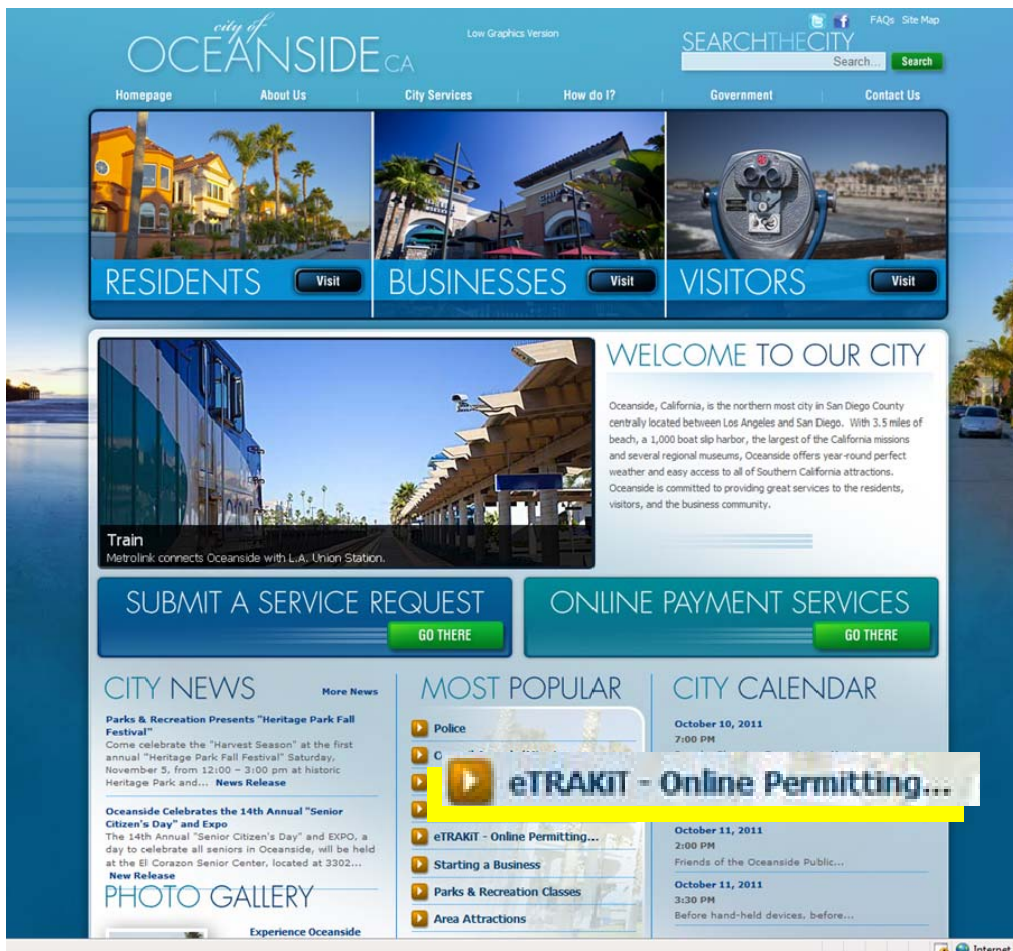 city of
OCEANSIDE CA
Low Graphics Version
FAQs Site Map
SEARCHTHECITY
Search... Search
Homepage About Us City Services How do I? Government Contact Us
RESIDENTS Visit BUSINESSES Visit VISITORS Visit
WELCOME TO OUR CITY
Oceanside, California, is the northern most city in San Diego County
centrally located between Los Angeles and San Diego. With 3.5 miles of
beach, a 1,000 boat slip harbor, the largest of the California missions
and several regional museums, Oceanside offers year-round perfect
weather and easy access to all of Southern California attractions.
Oceanside is committed to providing great services to the residents,
visitors, and the business community.
Train
Metrolink connects Oceanside with L.A. Union Station.
SUBMIT A SERVICE REQUEST
GO THERE
ONLINE PAYMENT SERVICES
GO THERE
CITY NEWS More News
Parks & Recreation Presents "Heritage Park Fall
Festival"
Come celebrate the "Harvest Season" at the first
annual "Heritage Park Fall Festival" Saturday,
November 5, from 12:00 - 3:00 pm at historic
Heritage Park and... News Release
Oceanside Celebrates the 14th Annual "Senior
Citizen's Day" and Expo
The 14th Annual "Senior Citizen's Day" and EXPO, a
day to celebrate all seniors in Oceanside, will be held
at the El Corazon Senior Center, located at 3302...
New Release
PHOTO GALLERY
Experience Oceanside
MOST POPULAR
Police
eTRAKiT - Online Permitting...
eTRAKiT - Online Permitting...
Starting a Business
Parks & Recreation Classes
Area Attractions
CITY CALENDAR
October 10, 2011
7:00 PM
October 11, 2011
2:00 PM
Friends of the Oceanside Public...
October 11, 2011
3:30 PM
Before hand-held devices, before...
Internet